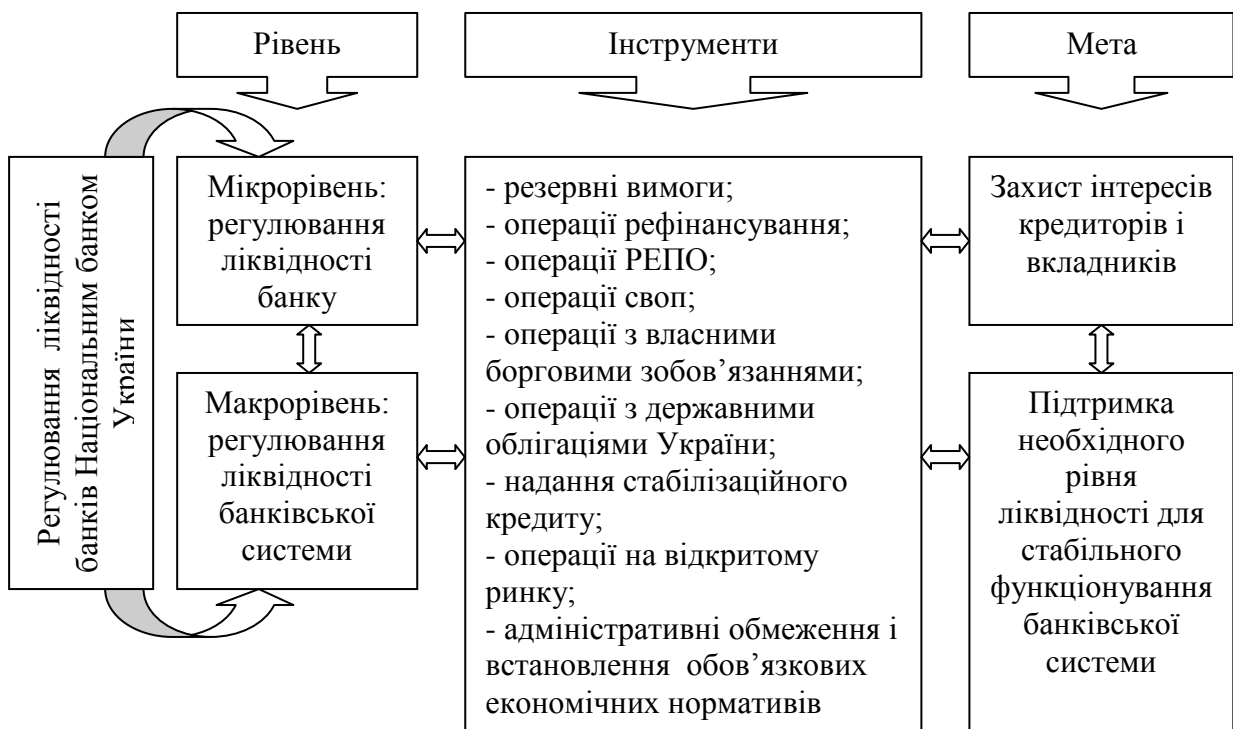 Рівень
Інструменти
Мета
Регулювання ліквідності
банків Національним банком
України
Мікрорівень:
регулювання
ліквідності
банку
Макрорівень:
регулювання
ліквідності
банківської
системи
- резервні вимоги;
- операції рефінансування;
- операції РЕПО;
- операції своп;
- операції з власними
борговими зобов’язаннями;
- операції з державними
облігаціями України;
- надання стабілізаційного
кредиту;
- операції на відкритому
ринку;
- адміністративні обмеження і
встановлення обов’язкових
економічних нормативів
Захист інтересів
кредиторів і
вкладників
Підтримка
необхідного
рівня
ліквідності для
стабільного
функціонування
банківської
системи